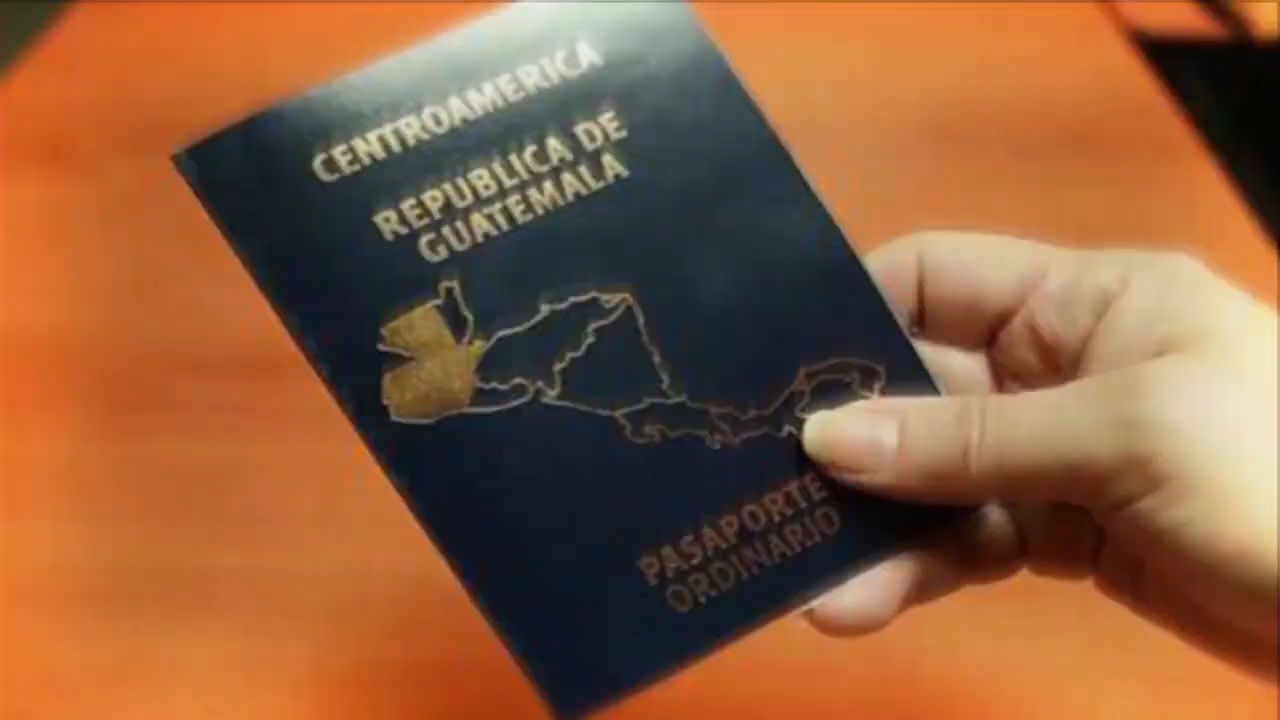 CENTROAMERICA
REPUBLICA DE
GUATEMALA
PASAPORTE
ORDINARIO